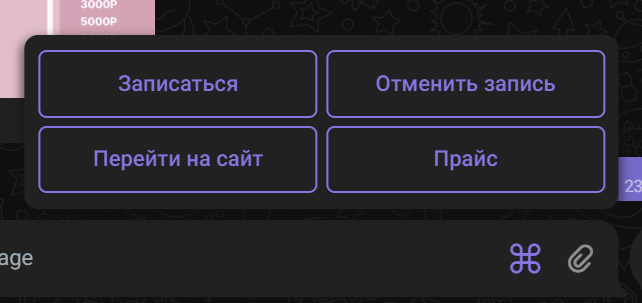 3000Р
5000Р
Записаться
Отменить запись
Перейти на сайт
Прайс
23
age